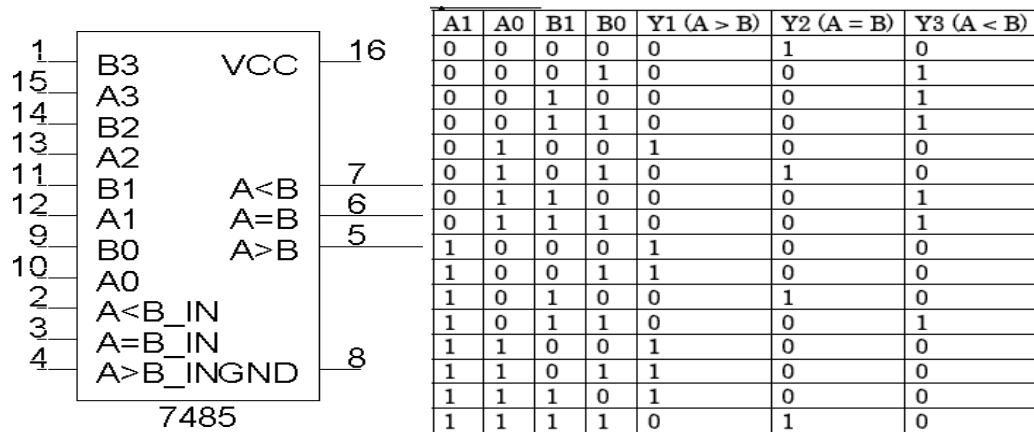 1 B3 VCC 16
15 A3
14 B2
13 A2
11 B1 A<B 7
12 A1 A=B 6
9 B0 A>B 5
10 A0
2 A<B_IN
3 A=B_IN
4 A>B_INGND 8
7485
A1 A0 B1 B0 Y1 (A > B) Y2 (A = B) Y3 (A < B)
0 0 0 0 0 1 0
0 0 0 1 0 0 1
0 0 1 0 0 0 1
0 0 1 1 0 0 1
0 1 0 0 1 0 0
0 1 0 1 0 1 0
0 1 1 0 0 0 1
0 1 1 1 0 0 1
1 0 0 0 1 0 0
1 0 0 1 1 0 0
1 0 1 0 0 1 0
1 0 1 1 0 0 1
1 1 0 0 1 0 0
1 1 0 1 1 0 0
1 1 1 0 1 0 0
1 1 1 1 0 1 0